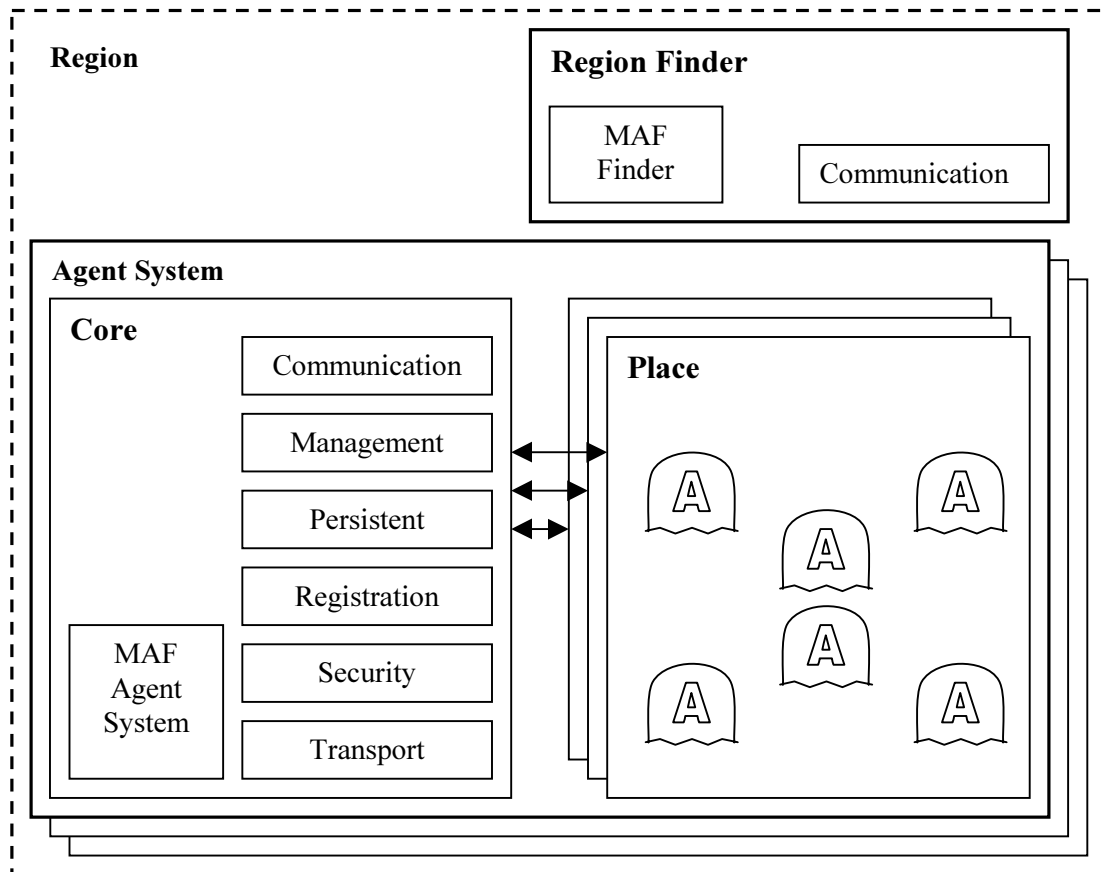 Region
Region Finder
MAF
Finder
Communication
Agent System
Core
Communication
Management
Persistent
Registration
Security
Transport
MAF
Agent
System
Place
A
A
A
A
A
A